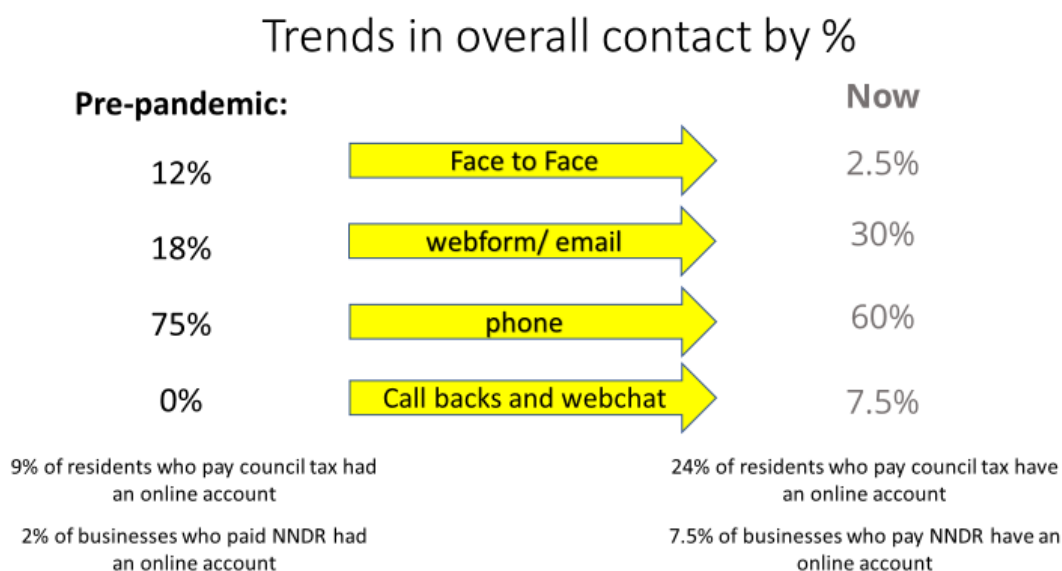 Trends in overall contact by %
Pre-pandemic:
Now
12%
Face to Face
2.5%
18%
webform/ email
30%
75%
phone
60%
0%
Call backs and webchat
7.5%
9% of residents who pay council tax had
an online account
24% of residents who pay council tax have
an online account
2% of businesses who paid NNDR had
an online account
7.5% of businesses who pay NNDR have an
online account